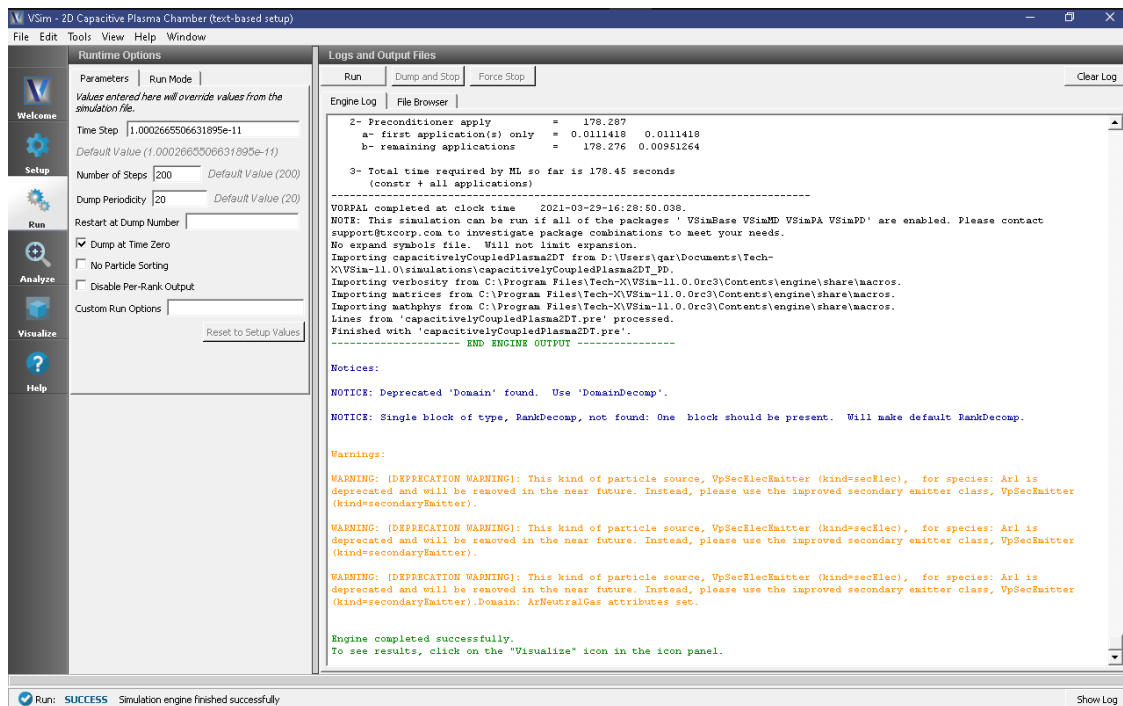 VSim - 2D Capacitive Plasma Chamber (text-based setup)
File Edit Tools View Help Window
Welcome
Setup
Run
Analyze
Visualize
Help
Runtime Options
Parameters Run Mode
Values entered here will override values from the
simulation file.
Time Step 1.0002665506631895e-11
Default Value (1.0002665506631895e-11)
Number of Steps 200 Default Value (200)
Dump Periodicity 20 Default Value (20)
Restart at Dump Number
Dump at Time Zero
No Particle Sorting
Disable Per-Rank Output
Custom Run Options
Reset to Setup Values
Logs and Output Files
Run Dump and Stop Force Stop Clear Log
Engine Log File Browser
2- Preconditioner apply = 178.287
a- first application(s) only = 0.0111418 0.0111418
b- remaining applications = 178.276 0.00951264
3- Total time required by ML so far is 178.45 seconds
(constr + all applications)
--------------------------------------------------------------------------------
VORPAL completed at clock time 2021-03-29-16:28:50.038.
NOTE: This simulation can be run if all of the packages ' VSimBase VSimMD VSimPA VSimPD' are enabled. Please contact
support@txcorp.com to investigate package combinations to meet your needs.
No expand symbols file. Will not limit expansion.
Importing capacitivelyCoupledPlasma2DT from D:\Users\qar\Documents\Tech-
X\VSim-11.0\simulations\capacitivelyCoupledPlasma2DT_PD.
Importing verbosity from C:\Program Files\Tech-X\VSim-11.0.0rc3\Contents\engine\share\macros.
Importing matrices from C:\Program Files\Tech-X\VSim-11.0.0rc3\Contents\engine\share\macros.
Importing mathphys from C:\Program Files\Tech-X\VSim-11.0.0rc3\Contents\engine\share\macros.
Lines from 'capacitivelyCoupledPlasma2DT.pre' processed.
Finished with 'capacitivelyCoupledPlasma2DT.pre'.
--------------------- END ENGINE OUTPUT ----------------
Notices:
NOTICE: Deprecated 'Domain' found. Use 'DomainDecomp'.
NOTICE: Single block of type, RankDecomp, not found: One block should be present. Will make default RankDecomp.
Warnings:
WARNING: [DEPRECATION WARNING]: This kind of particle source, VpSecElecEmitter (kind=secElec), for species: Ar1 is
deprecated and will be removed in the near future. Instead, please use the improved secondary emitter class, VpSecEmitter
(kind=secondaryEmitter).
WARNING: [DEPRECATION WARNING]: This kind of particle source, VpSecElecEmitter (kind=secElec), for species: Ar1 is
deprecated and will be removed in the near future. Instead, please use the improved secondary emitter class, VpSecEmitter
(kind=secondaryEmitter).
WARNING: [DEPRECATION WARNING]: This kind of particle source, VpSecElecEmitter (kind=secElec), for species: Ar1 is
deprecated and will be removed in the near future. Instead, please use the improved secondary emitter class, VpSecEmitter
(kind=secondaryEmitter).Domain: ArNeutralGas attributes set.
Engine completed successfully.
To see results, click on the "Visualize" icon in the icon panel.
Run: SUCCESS Simulation engine finished successfully Show Log